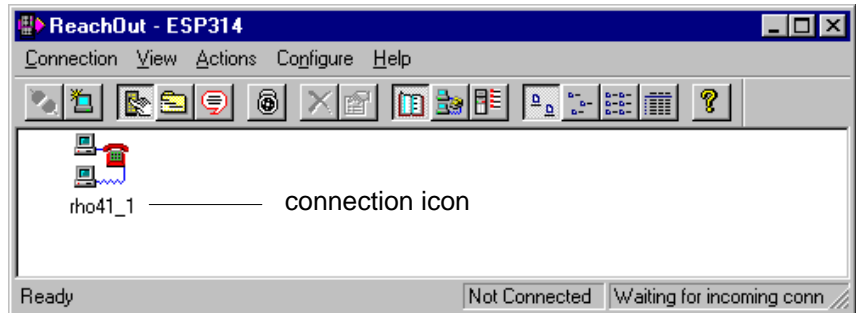 ReachOut - ESP314
Connection View Actions Configure Help
rho41_1
connection icon
Ready Not Connected Waiting for incoming conn